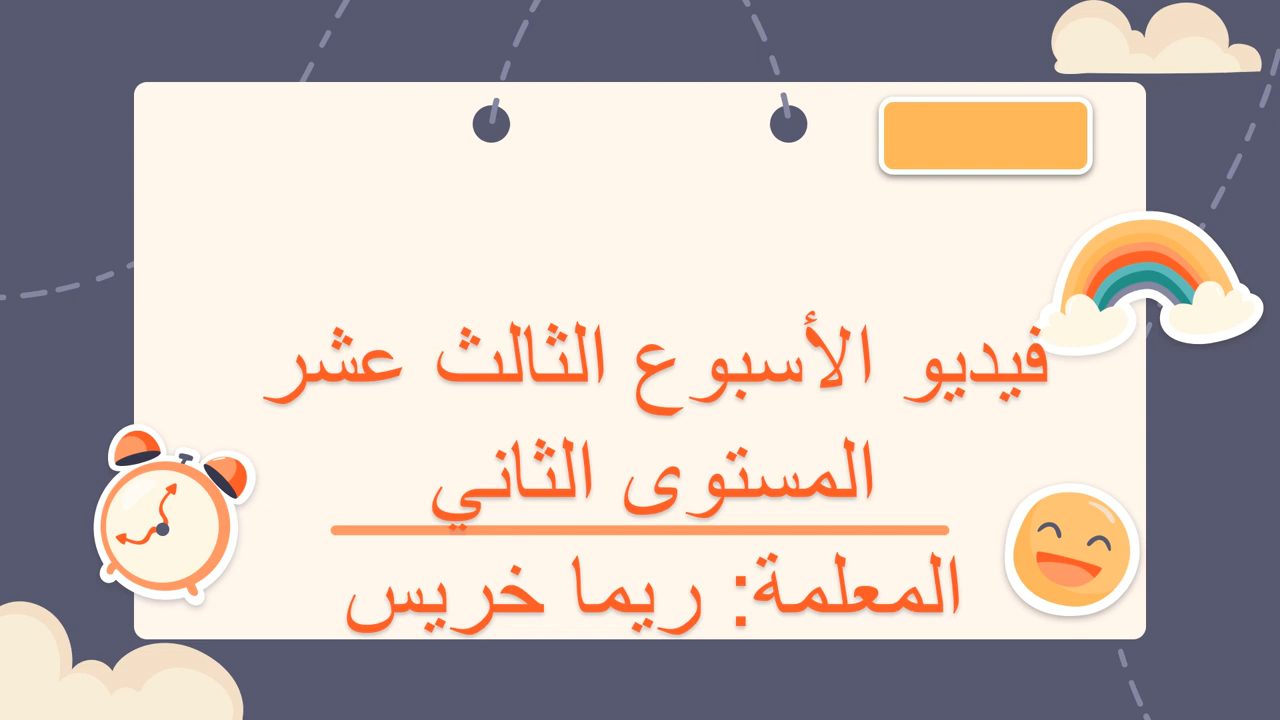 فيديو الأسبوع الثالث عشر
المستوى الثاني
المعلمة: ريما خريس